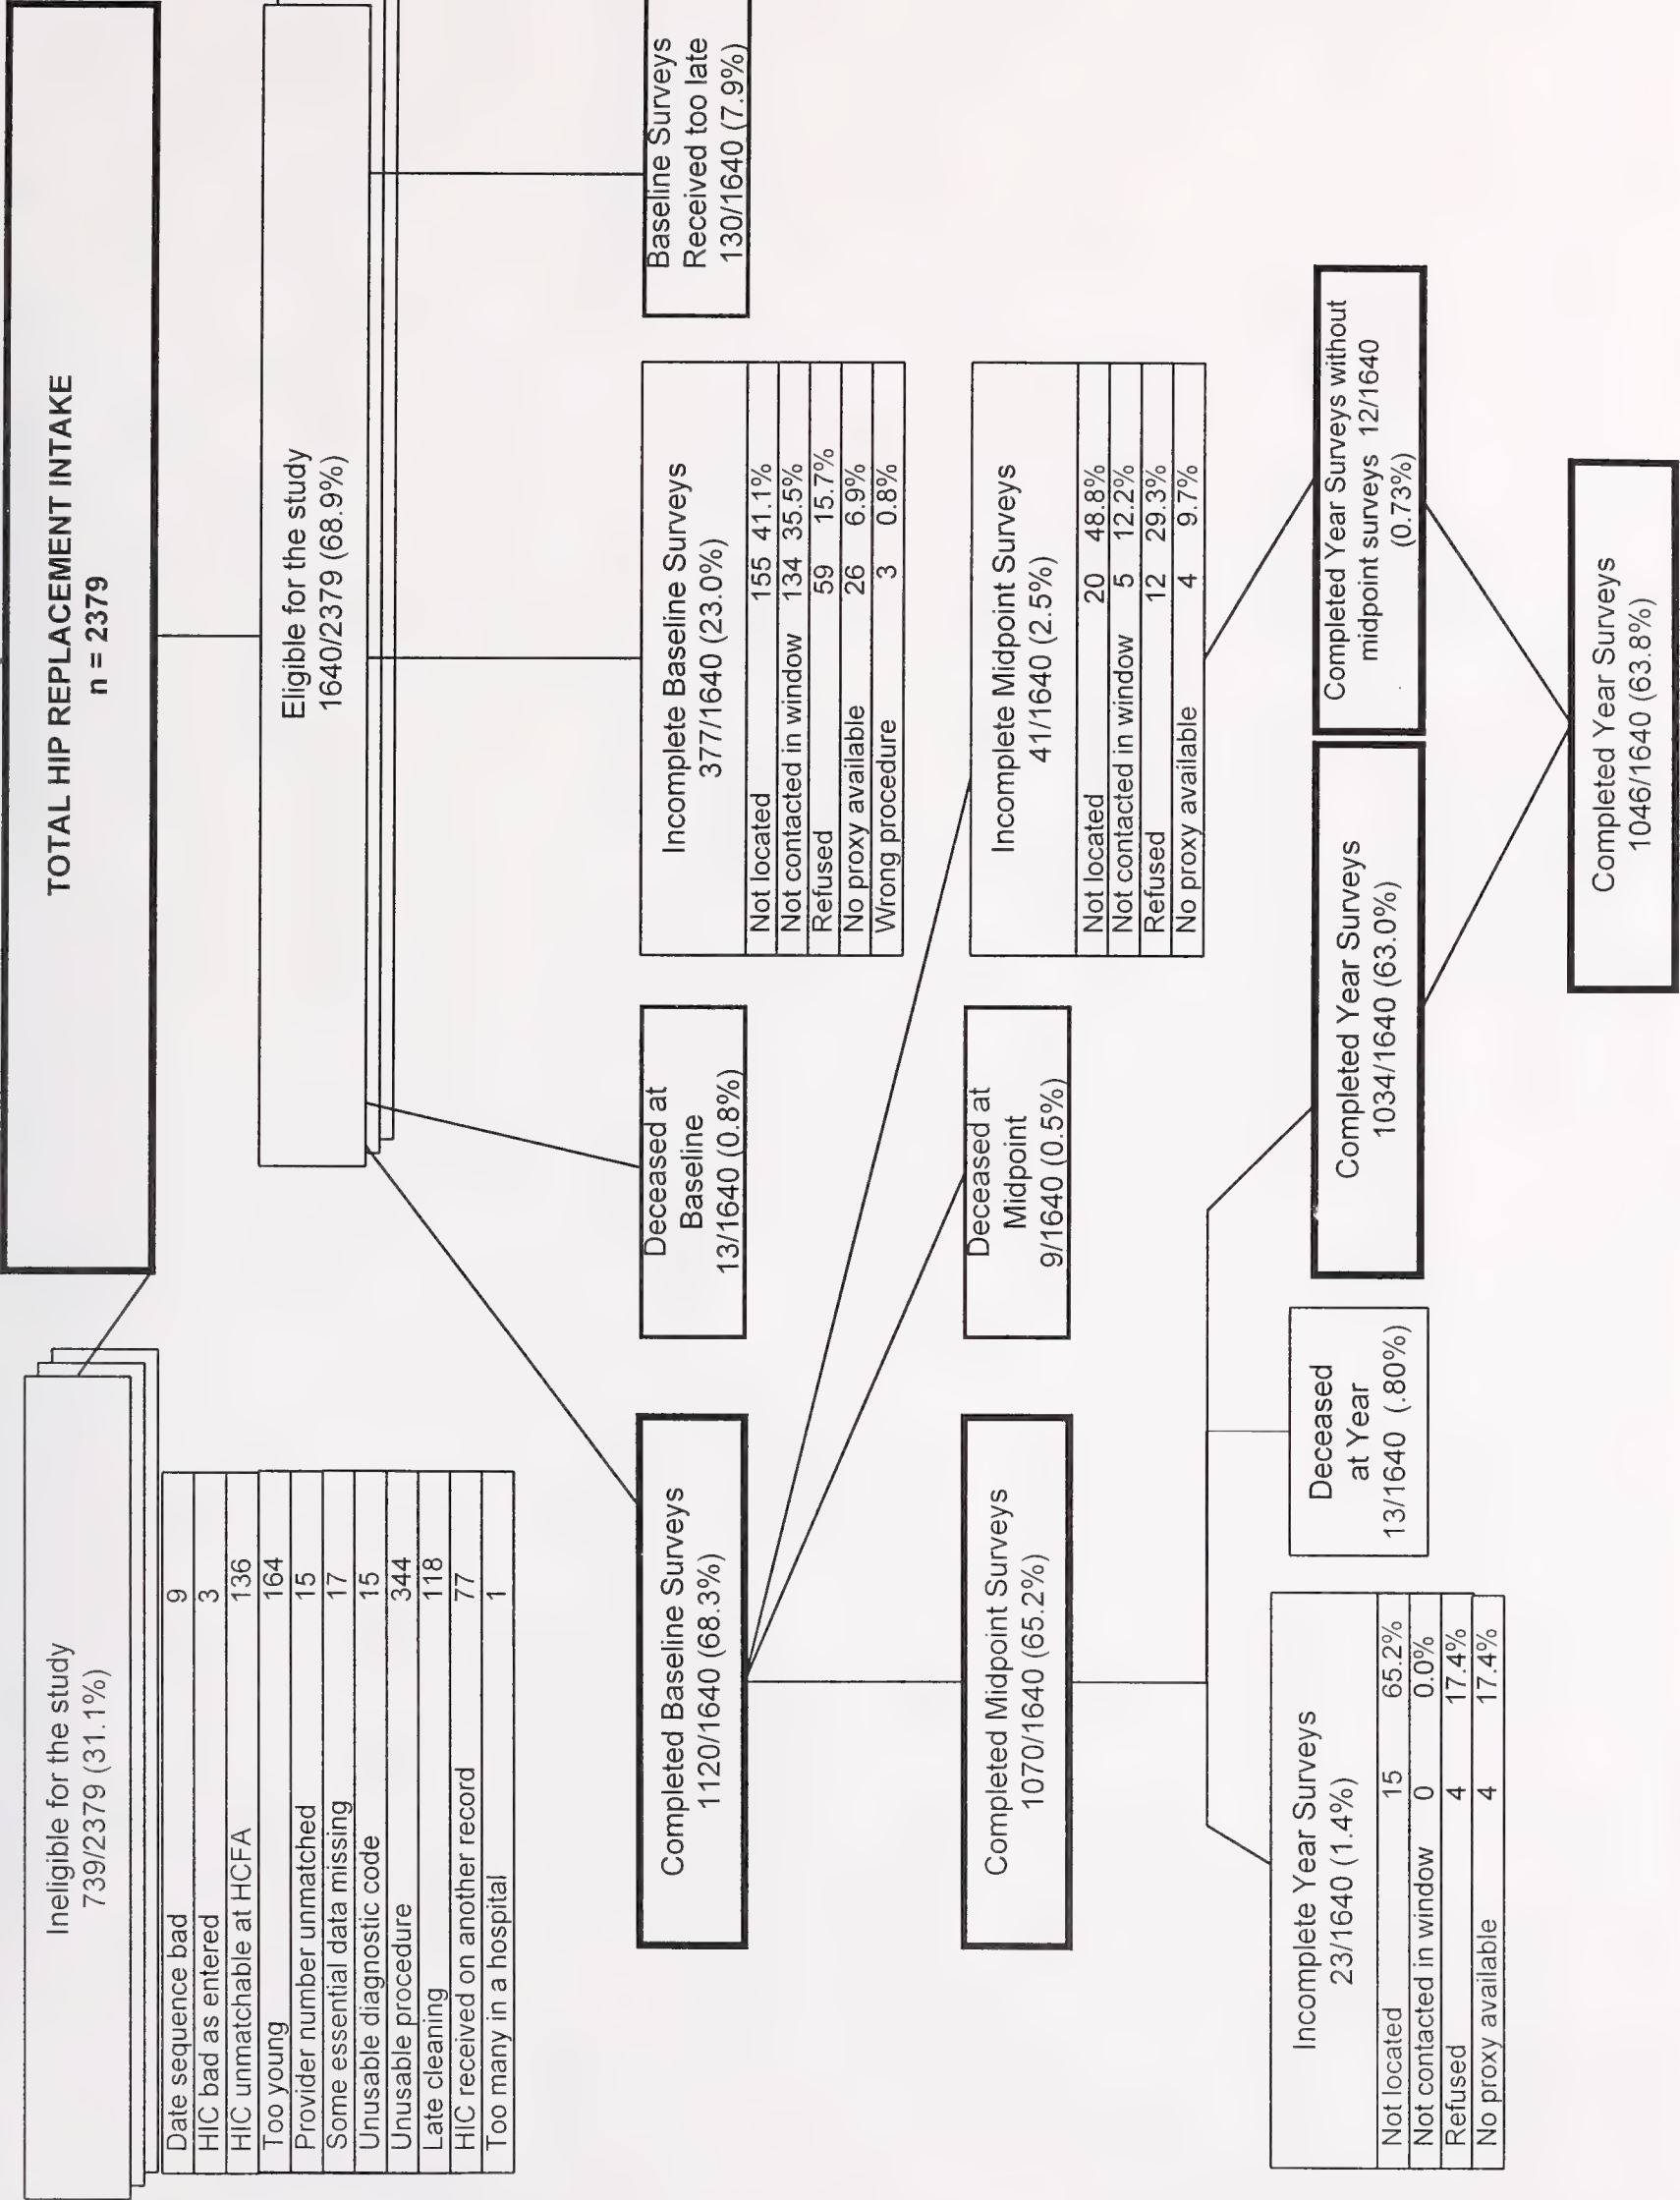 TOTAL HIP REPLACEMENT INTAKE
n = 2379
Ineligible for the study
739/2379 (31.1%)
Date sequence bad 9
HIC bad as entered 3
HIC unmatchable at HCFA 136
Too young 164
Provider number unmatched 15
Some essential data missing 17
Unusable diagnostic code 15
Unusable procedure 344
Late cleaning 118
HIC received on another record 77
Too many in a hospital 1
Eligible for the study
1640/2379 (68.9%)
Completed Baseline Surveys
1120/1640 (68.3%)
Deceased at
Baseline
13/1640 (0.8%)
Incomplete Baseline Surveys
377/1640 (23.0%)
Not located 155 41.1%
Not contacted in window 134 35.5%
Refused 59 15.7%
No proxy available 26 6.9%
Wrong procedure 3 0.8%
Baseline Surveys
Received too late
130/1640 (7.9%)
Completed Midpoint Surveys
1070/1640 (65.2%)
Deceased at
Midpoint
9/1640 (0.5%)
Incomplete Midpoint Surveys
41/1640 (2.5%)
Not located 20 48.8%
Not contacted in window 5 12.2%
Refused 12 29.3%
No proxy available 4 9.7%
Incomplete Year Surveys
23/1640 (1.4%)
Not located 15 65.2%
Not contacted in window 0 0.0%
Refused 4 17.4%
No proxy available 4 17.4%
Deceased
at Year
13/1640 (.80%)
Completed Year Surveys
1034/1640 (63.0%)
Completed Year Surveys without
midpoint surveys 12/1640
(0.73%)
Completed Year Surveys
1046/1640 (63.8%)